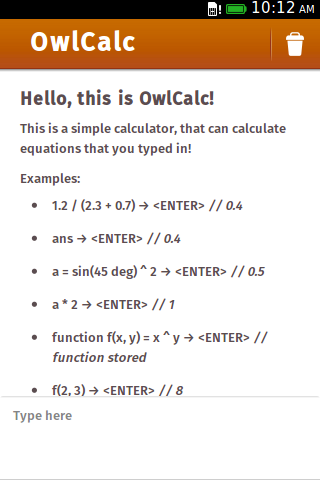 10:12 AM
OwlCalc
Hello, this is OwlCalc!
This is a simple calculator, that can calculate
equations that you typed in!
Examples:
• 1.2 / (2.3 + 0.7) → <ENTER> // 0.4
• ans → <ENTER> // 0.4
• a = sin(45 deg) ^ 2 → <ENTER> // 0.5
• a * 2 → <ENTER> // 1
• function f(x, y) = x ^ y → <ENTER> //
function stored
• f(2, 3) → <ENTER> // 8
Type here